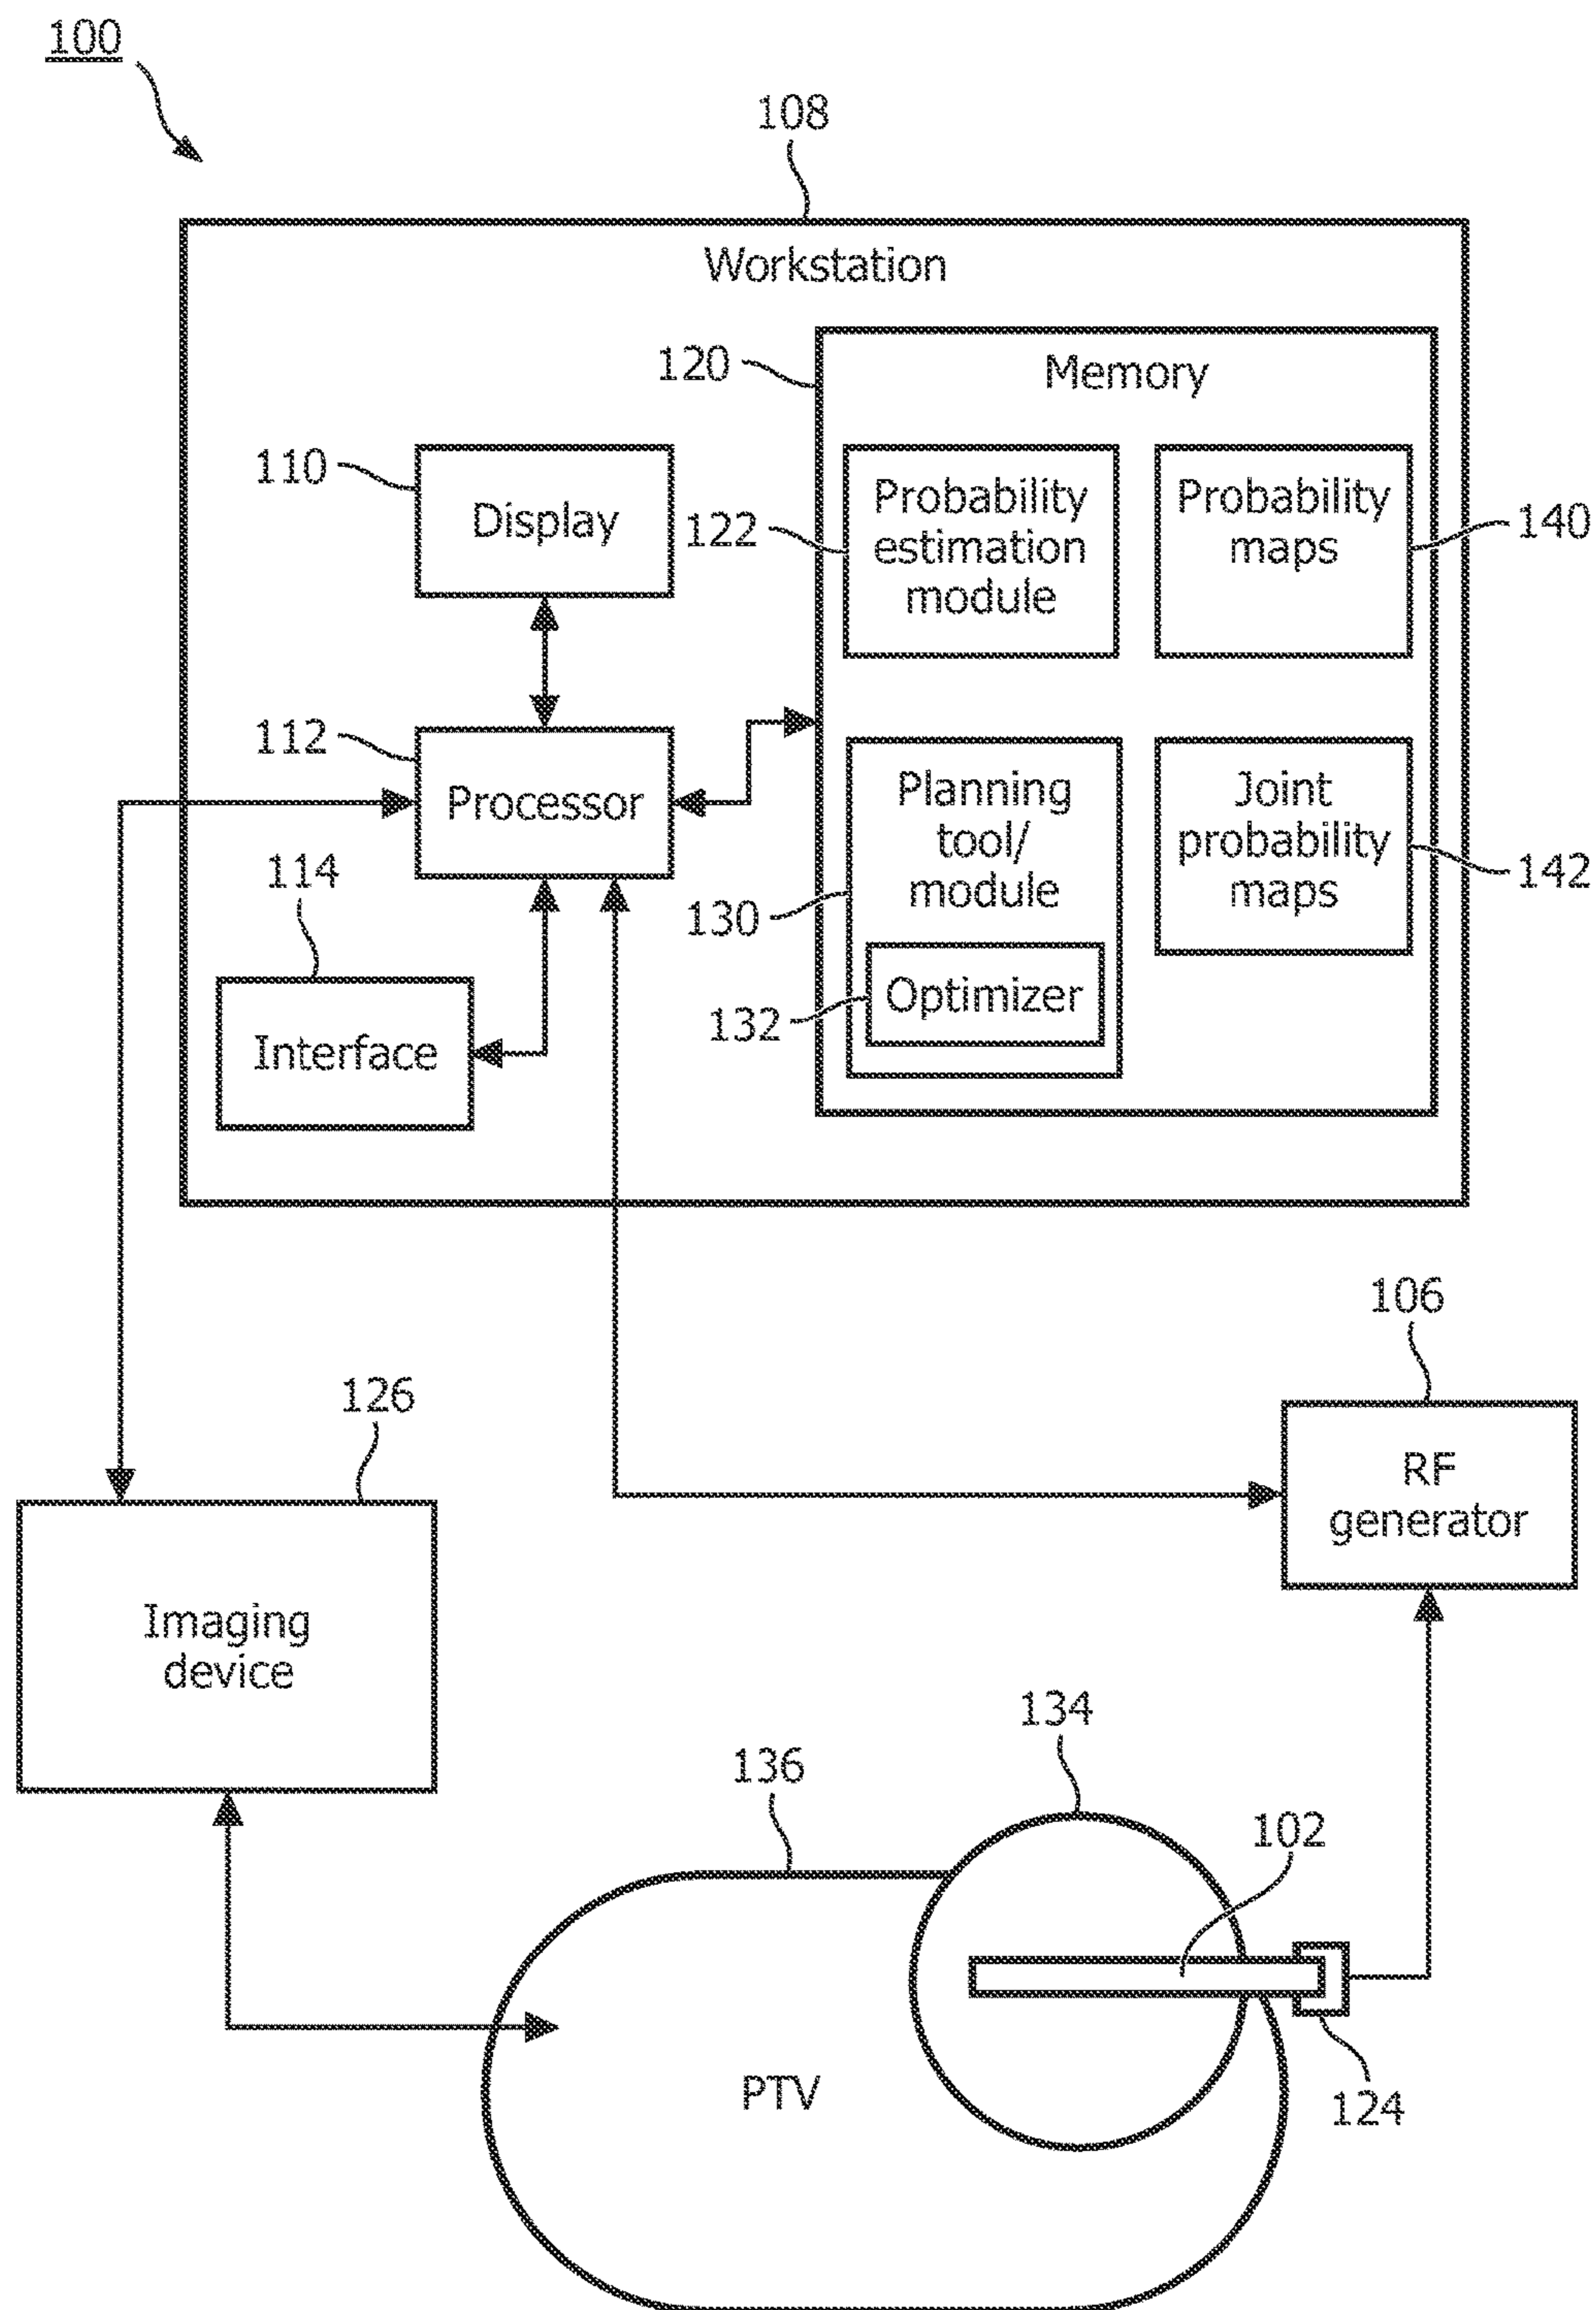 100
108
Workstation
120
Memory
110
Display
122
Probability
estimation
module
Probability
maps
140
112
Processor
114
Interface
130
Planning
tool/
module
132
Optimizer
Joint
probability
maps
142
106
RF
generator
126
Imaging
device
134
136
102
PTV
124